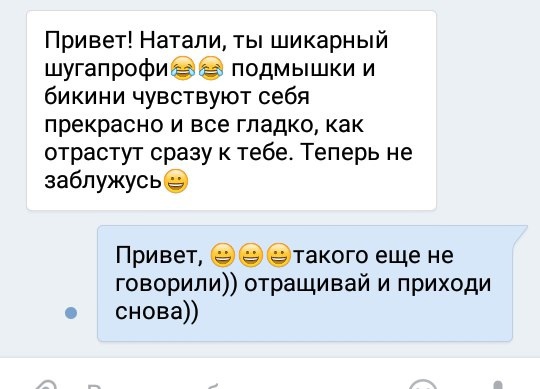 Привет! Натали, ты шикарный
шугапрофи😂😂 подмышки и
бикини чувствуют себя
прекрасно и все гладко, как
отрастут сразу к тебе. Теперь не
заблужусь😀
Привет, 😀😀😀такого еще не
говорили)) отращивай и приходи
снова))